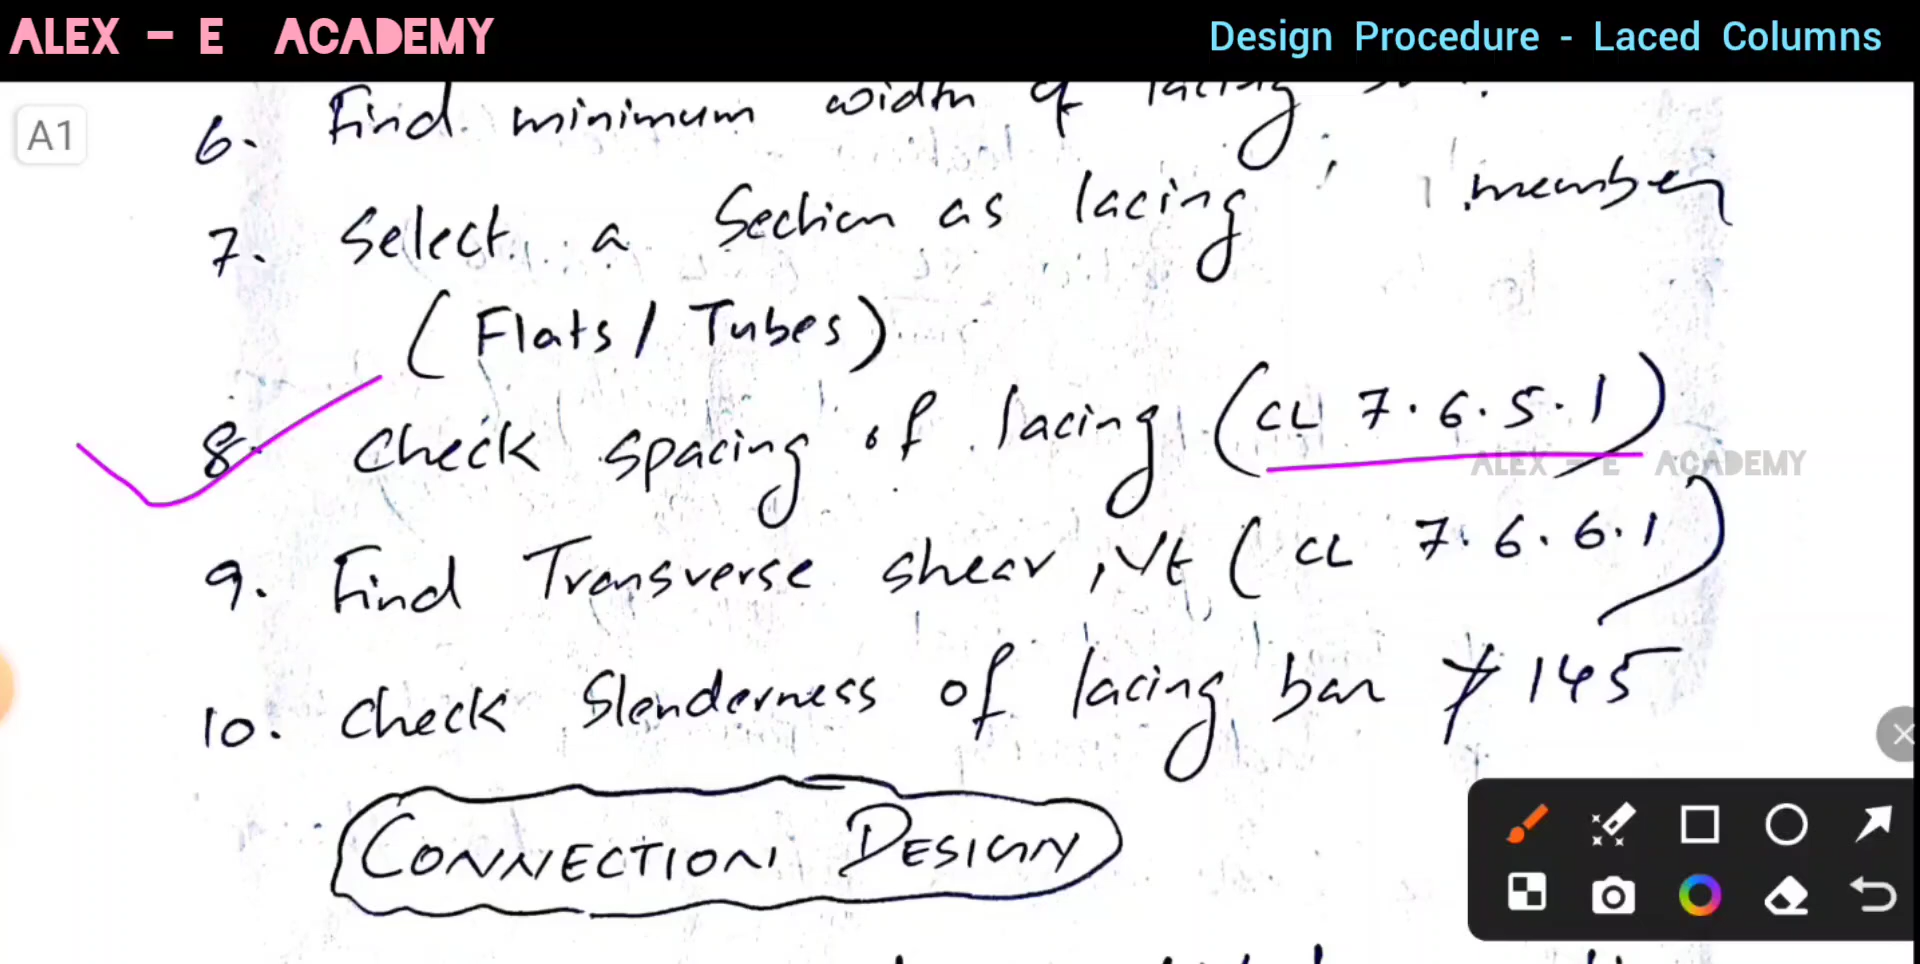 ALEX - E ACADEMY
Design Procedure - Laced Columns
A1
6. Find minimum width of lacing
7. Select a Section as lacing member
(Flats / Tubes)
8. Check spacing of lacing (CL 7.6.5.1)
ALEX - E ACADEMY
9. Find Transverse shear, Vt (CL 7.6.6.1)
10. Check Slenderness of lacing bar ≯ 145
CONNECTION DESIGN